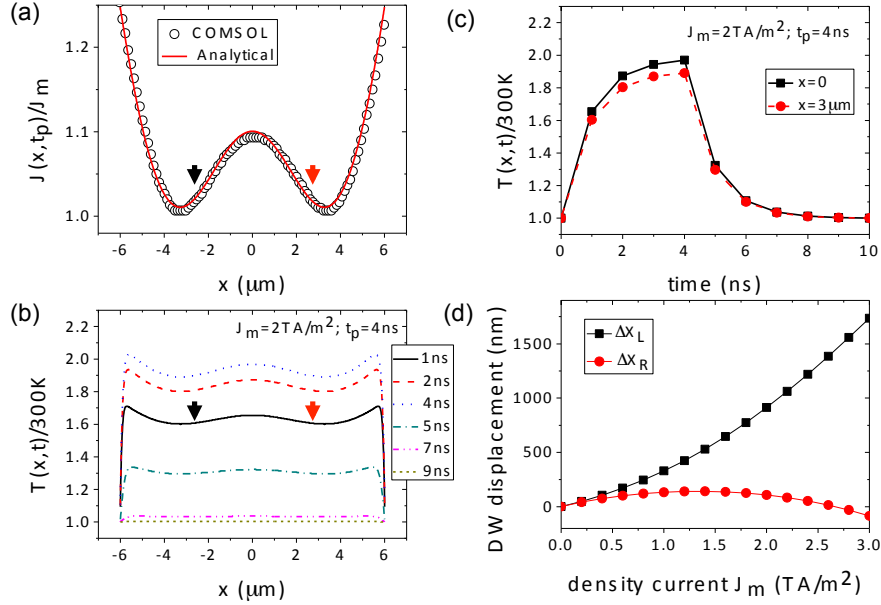 (a)
COMSOL
Analytical
J(x,tp)/Jm
1.2
1.1
1.0
-6 -4 -2 0 2 4 6
x (μm)
(c)
Jm=2TA/m²; tp=4ns
x=0
x=3μm
T(x,t)/300K
2.0
1.8
1.6
1.4
1.2
1.0
0 2 4 6 8 10
time (ns)
(b)
Jm=2TA/m²; tp=4ns
1ns
2ns
4ns
5ns
7ns
9ns
T(x,t)/300K
2.2
2.0
1.8
1.6
1.4
1.2
1.0
-6 -4 -2 0 2 4 6
x (μm)
(d)
ΔxL
ΔxR
DW displacement (nm)
1500
1000
500
0
0.0 0.5 1.0 1.5 2.0 2.5 3.0
density current Jm (TA/m²)